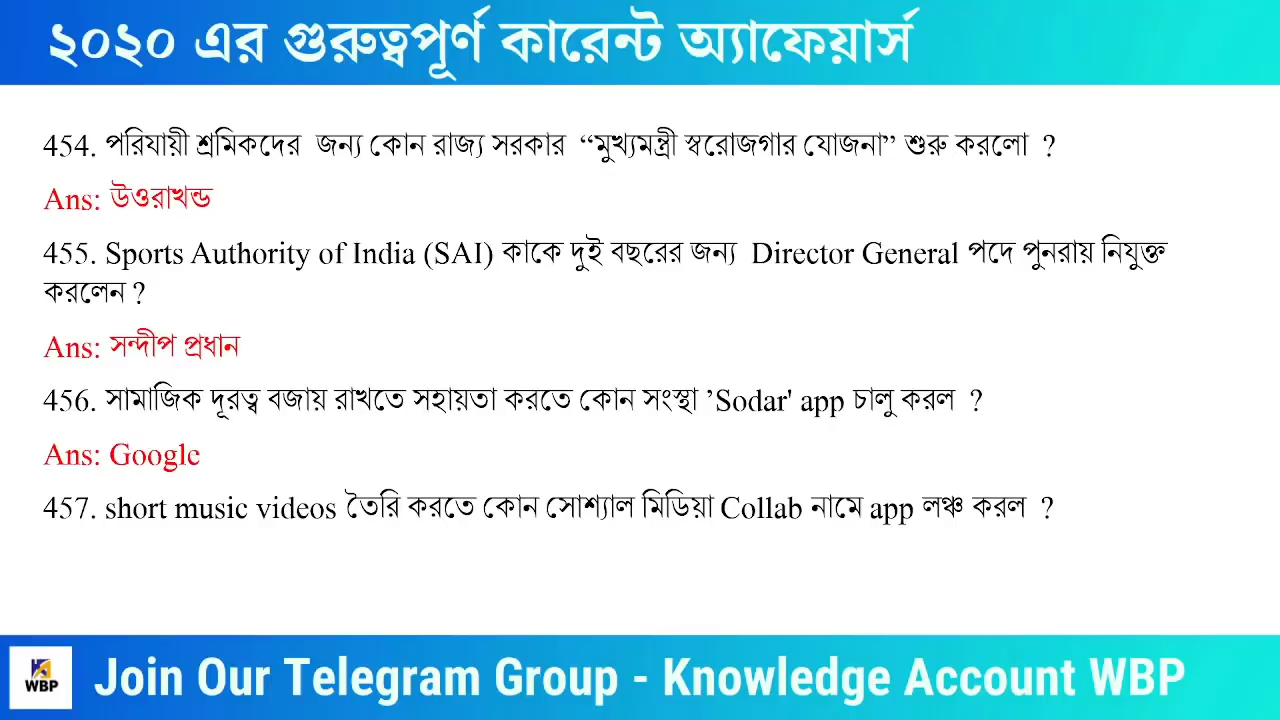 ২০২০ এর গুরুত্বপূর্ণ কারেন্ট অ্যাফেয়ার্স
454. পরিযায়ী শ্রমিকদের জন্য কোন রাজ্য সরকার “মুখ্যমন্ত্রী স্বরোজগার যোজনা” শুরু করলো ?
Ans: উওরাখন্ড
455. Sports Authority of India (SAI) কাকে দুই বছরের জন্য Director General পদে পুনরায় নিযুক্ত
করলেন ?
Ans: সন্দীপ প্রধান
456. সামাজিক দূরত্ব বজায় রাখতে সহায়তা করতে কোন সংস্থা ’Sodar' app চালু করল ?
Ans: Google
457. short music videos তৈরি করতে কোন সোশ্যাল মিডিয়া Collab নামে app লঞ্চ করল ?
WBP
Join Our Telegram Group - Knowledge Account WBP